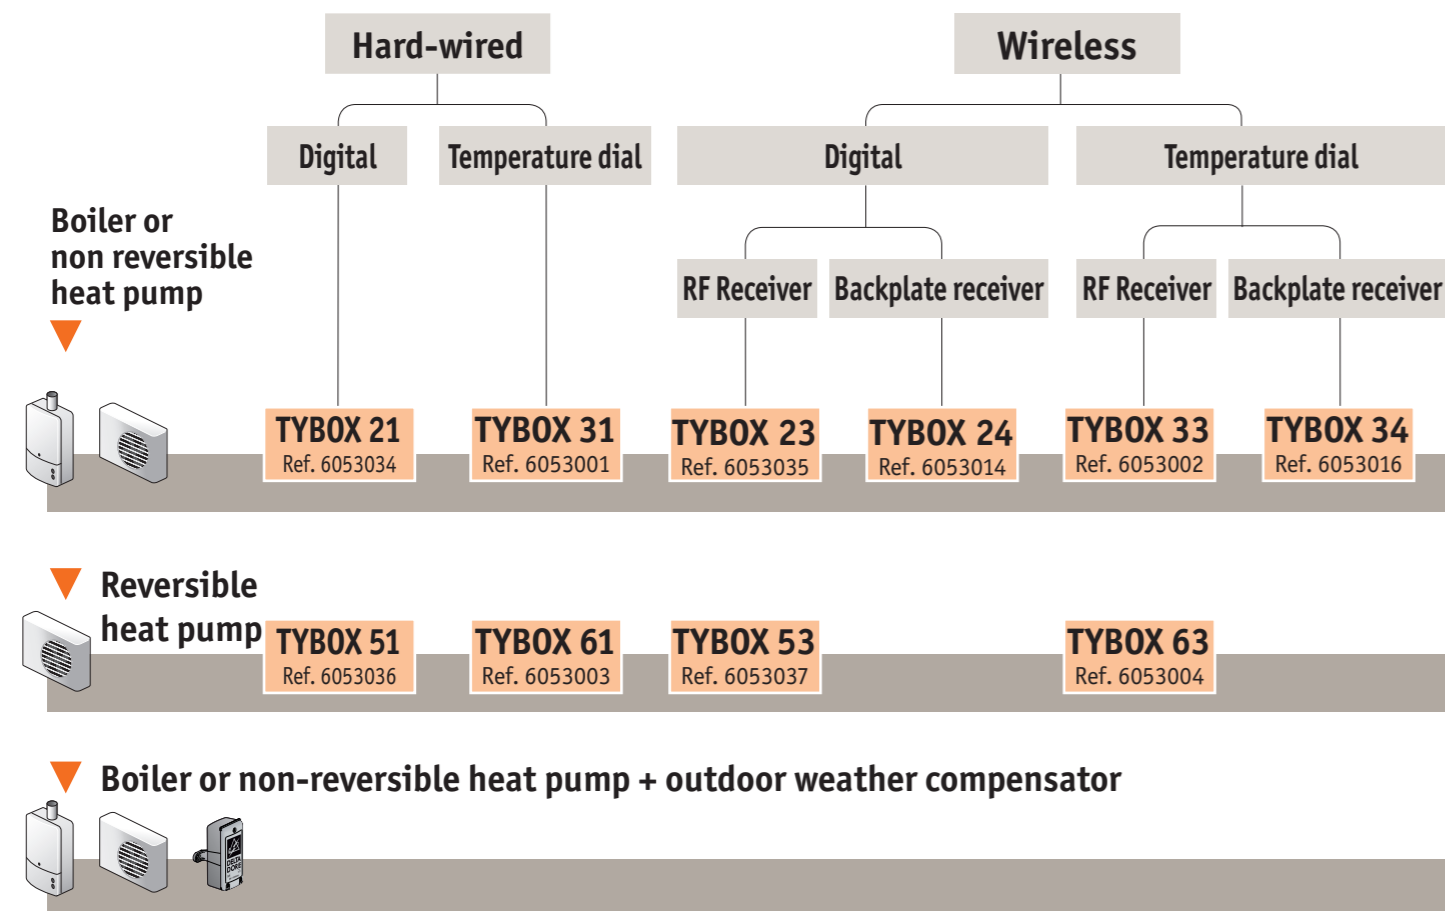 Hard-wired
Wireless
Digital
Temperature dial
Digital
Temperature dial
Boiler or
non reversible
heat pump
RF Receiver
Backplate receiver
RF Receiver
Backplate receiver
TYBOX 21
Ref. 6053034
TYBOX 31
Ref. 6053001
TYBOX 23
Ref. 6053035
TYBOX 24
Ref. 6053014
TYBOX 33
Ref. 6053002
TYBOX 34
Ref. 6053016
Reversible
heat pump
TYBOX 51
Ref. 6053036
TYBOX 61
Ref. 6053003
TYBOX 53
Ref. 6053037
TYBOX 63
Ref. 6053004
Boiler or non-reversible heat pump + outdoor weather compensator
DELTA
DORE